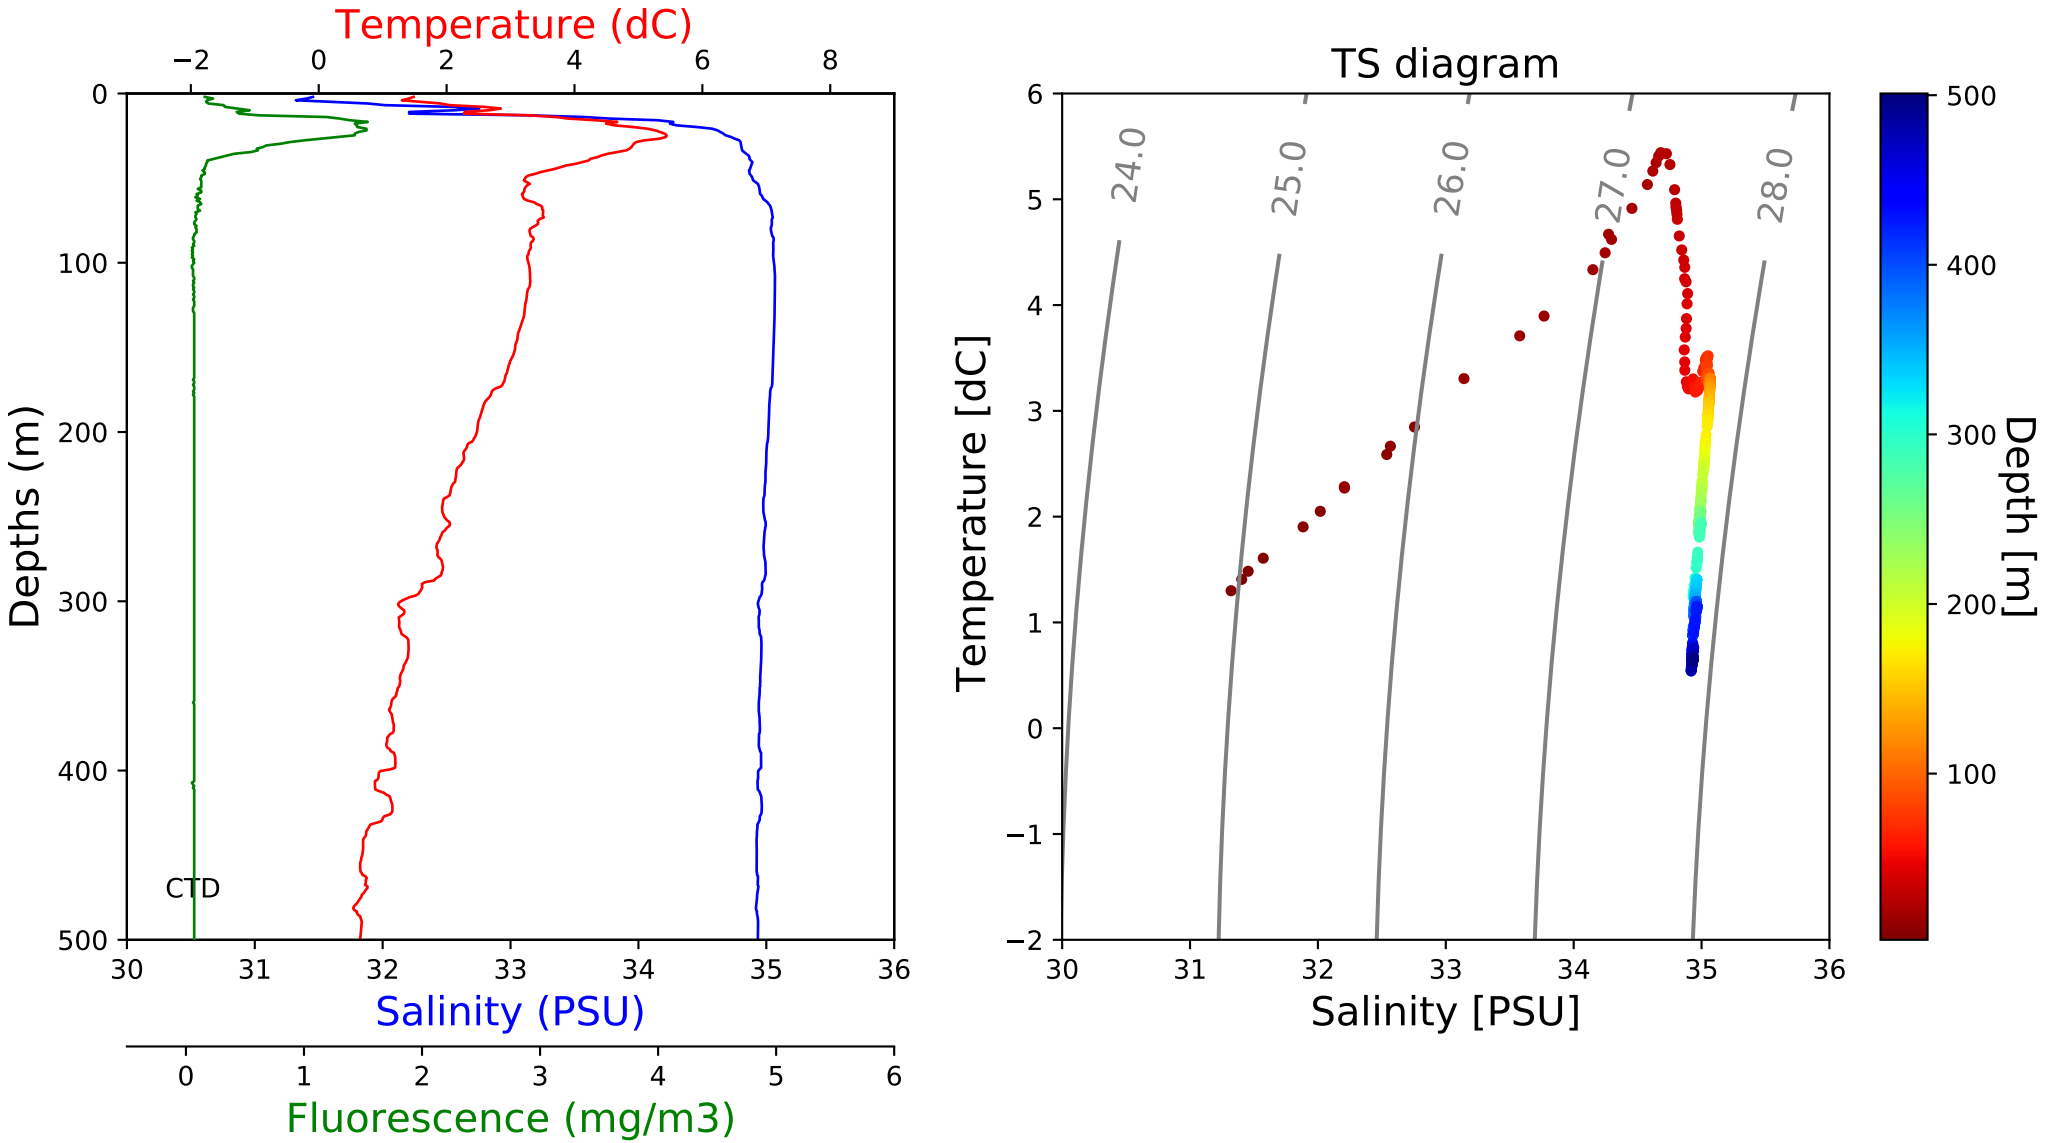 Temperature (dC)
−2 0 2 4 6 8
0
100
200
300
400
500
Depths (m)
CTD
30 31 32 33 34 35 36
Salinity (PSU)
0 1 2 3 4 5 6
Fluorescence (mg/m3)
TS diagram
6
5
4
3
2
1
0
−1
−2
Temperature [dC]
24.0
25.0
26.0
27.0
28.0
30 31 32 33 34 35 36
Salinity [PSU]
500
400
300
200
100
Depth [m]